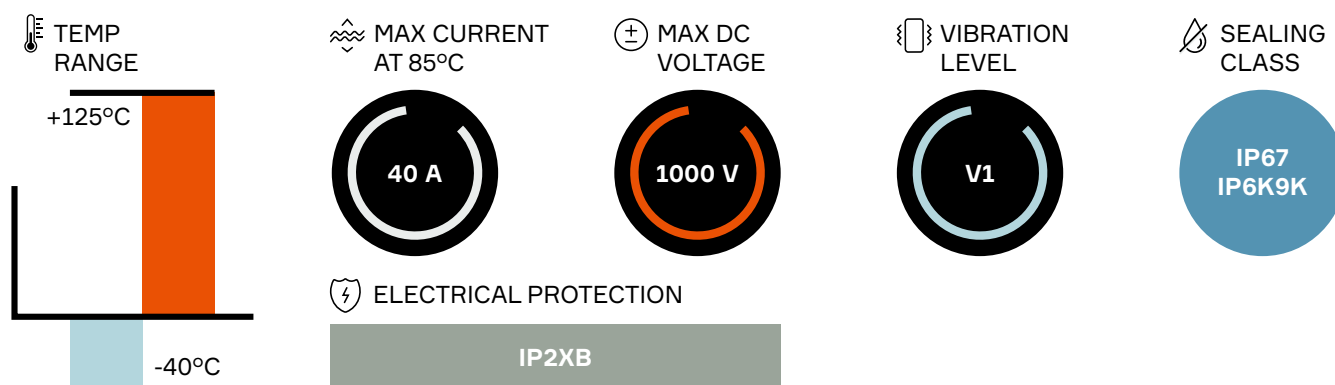 TEMP
RANGE
+125°C
-40°C
MAX CURRENT
AT 85°C
40 A
MAX DC
VOLTAGE
1000 V
VIBRATION
LEVEL
V1
SEALING
CLASS
IP67
IP6K9K
ELECTRICAL PROTECTION
IP2XB